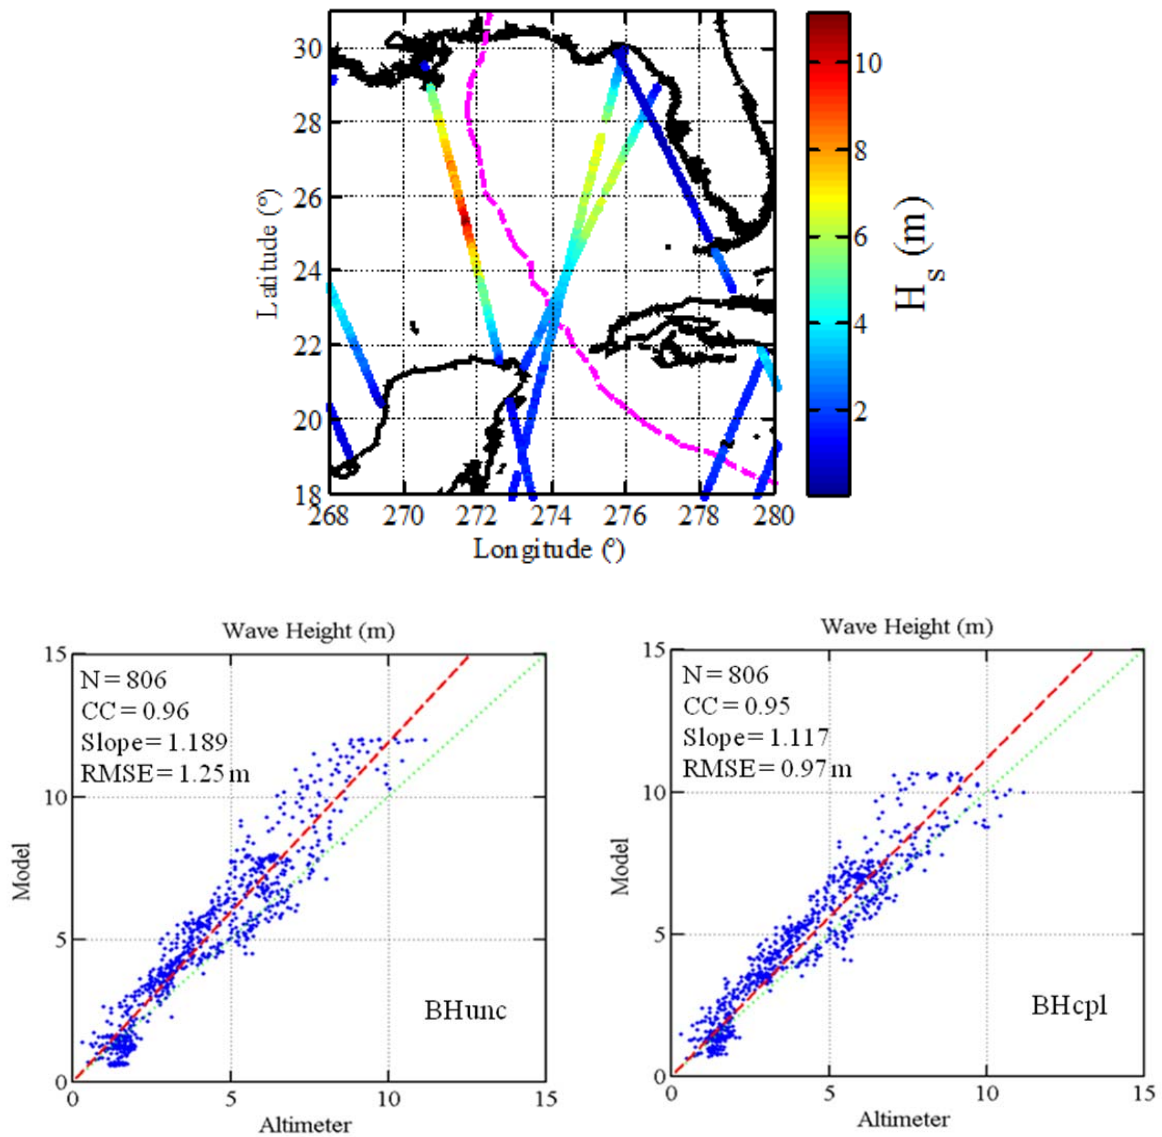 30
28
26
24
22
20
18
Latitude (°)
268 270 272 274 276 278 280
Longitude (°)
10
8
6
4
2
Hs (m)
Wave Height (m)
15
10
5
0
N=806
CC=0.96
Slope=1.189
RMSE=1.25m
BHunc
Model
0 5 10 15
Altimeter
Wave Height (m)
15
10
5
0
N=806
CC=0.95
Slope=1.117
RMSE=0.97m
BHcpl
Model
0 5 10 15
Altimeter